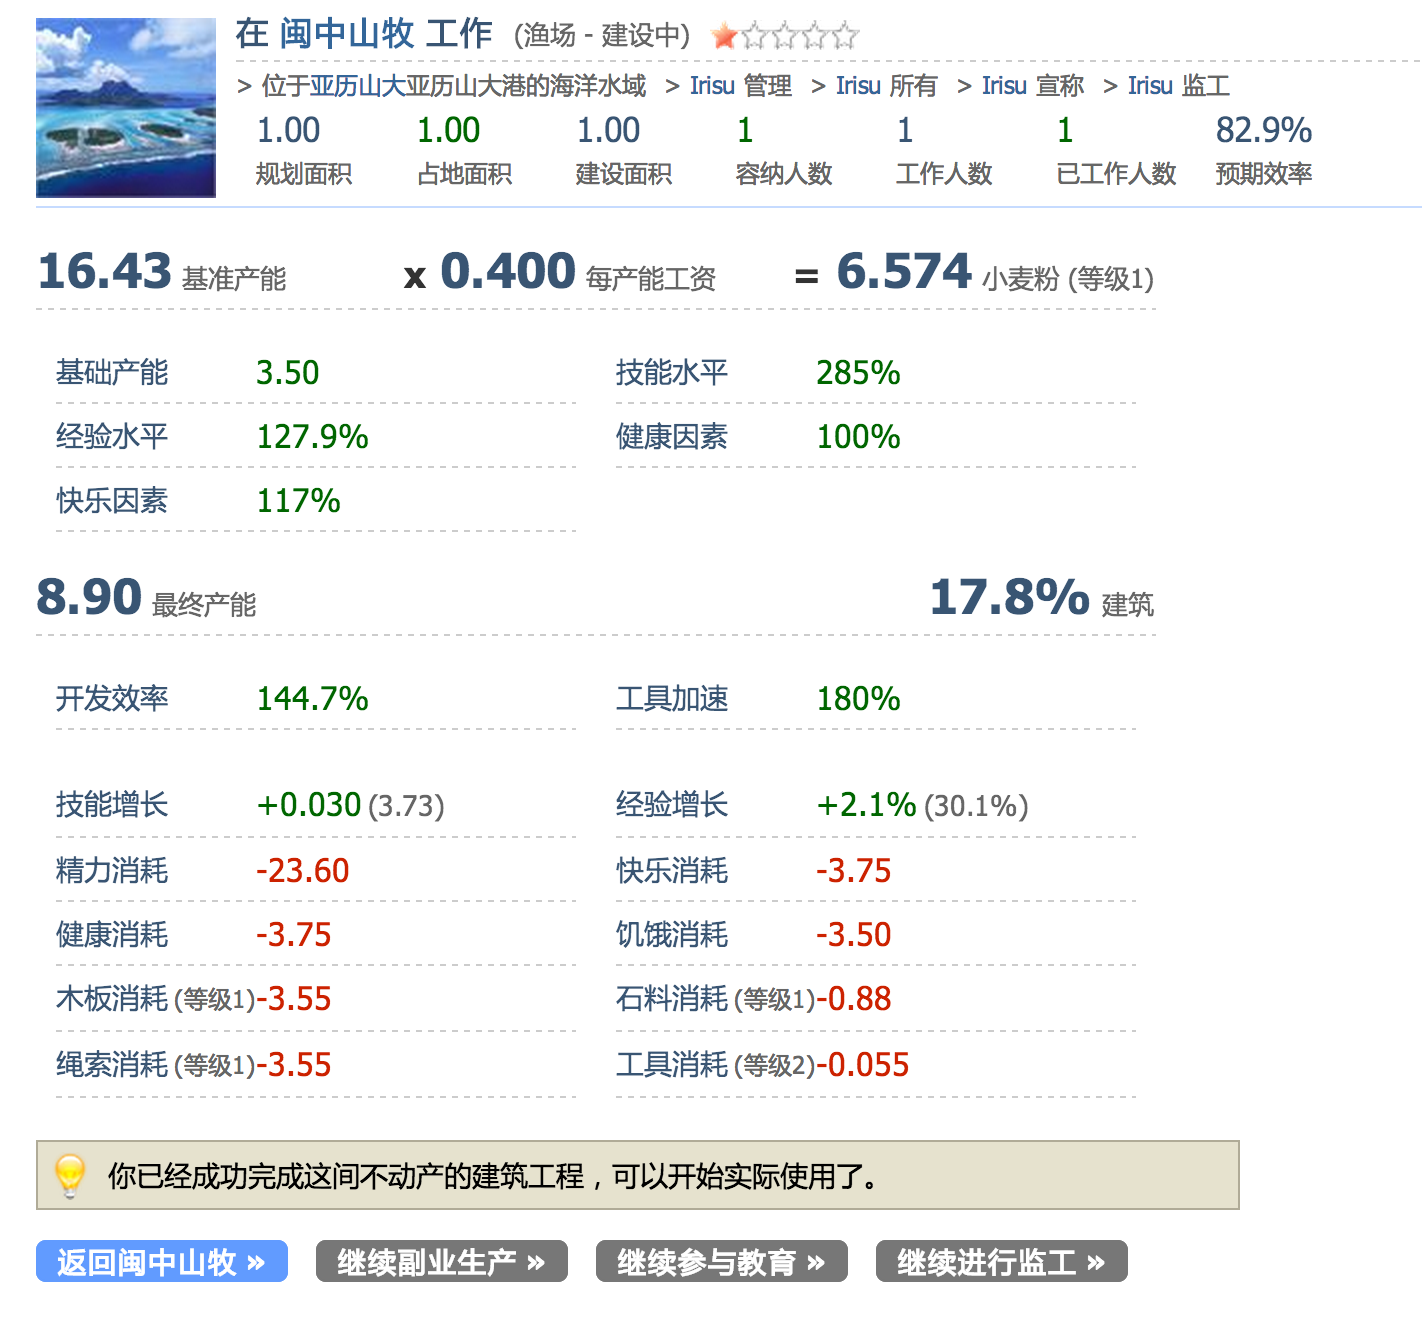 在 闽中山牧 工作 (渔场 - 建设中)
> 位于亚历山大亚历山大港的海洋水域 > Irisu 管理 > Irisu 所有 > Irisu 宣称 > Irisu 监工
1.00 1.00 1.00 1 1 1 82.9%
规划面积 占地面积 建设面积 容纳人数 工作人数 已工作人数 预期效率
16.43 基准产能 x 0.400 每产能工资 = 6.574 小麦粉 (等级1)
基础产能 3.50 技能水平 285%
经验水平 127.9% 健康因素 100%
快乐因素 117%
8.90 最终产能 17.8% 建筑
开发效率 144.7% 工具加速 180%
技能增长 +0.030 (3.73) 经验增长 +2.1% (30.1%)
精力消耗 -23.60 快乐消耗 -3.75
健康消耗 -3.75 饥饿消耗 -3.50
木板消耗 (等级1) -3.55 石料消耗 (等级1) -0.88
绳索消耗 (等级1) -3.55 工具消耗 (等级2) -0.055
你已经成功完成这间不动产的建筑工程，可以开始实际使用了。
返回闽中山牧 » 继续副业生产 » 继续参与教育 » 继续进行监工 »